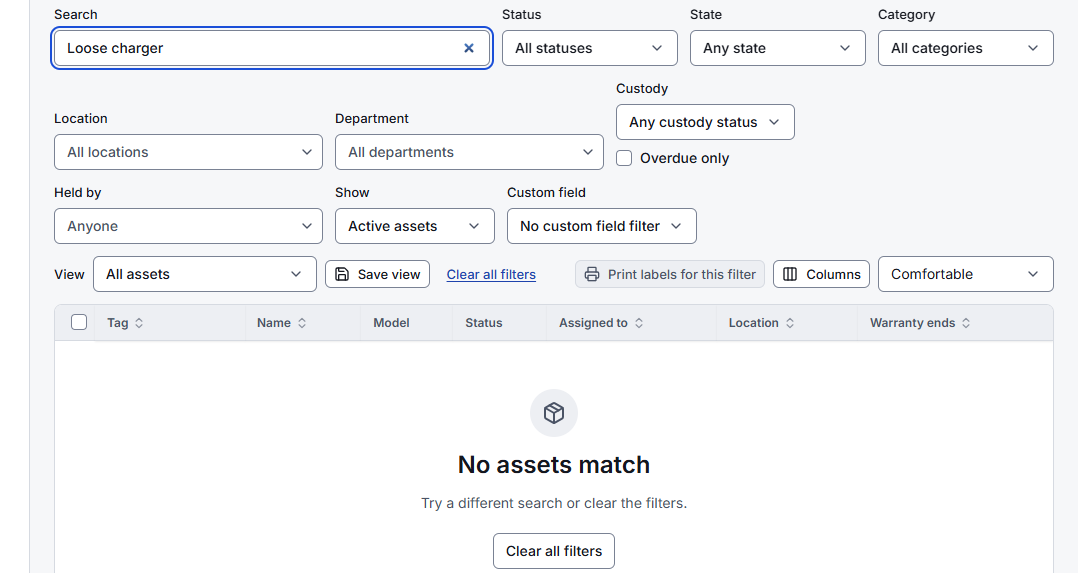 Search Status State Category
Loose charger All statuses Any state All categories
Custody
Location Department Any custody status
All locations All departments Overdue only
Held by Show Custom field
Anyone Active assets No custom field filter
View All assets Save view Clear all filters Print labels for this filter Columns Comfortable
Tag Name Model Status Assigned to Location Warranty ends
No assets match
Try a different search or clear the filters.
Clear all filters